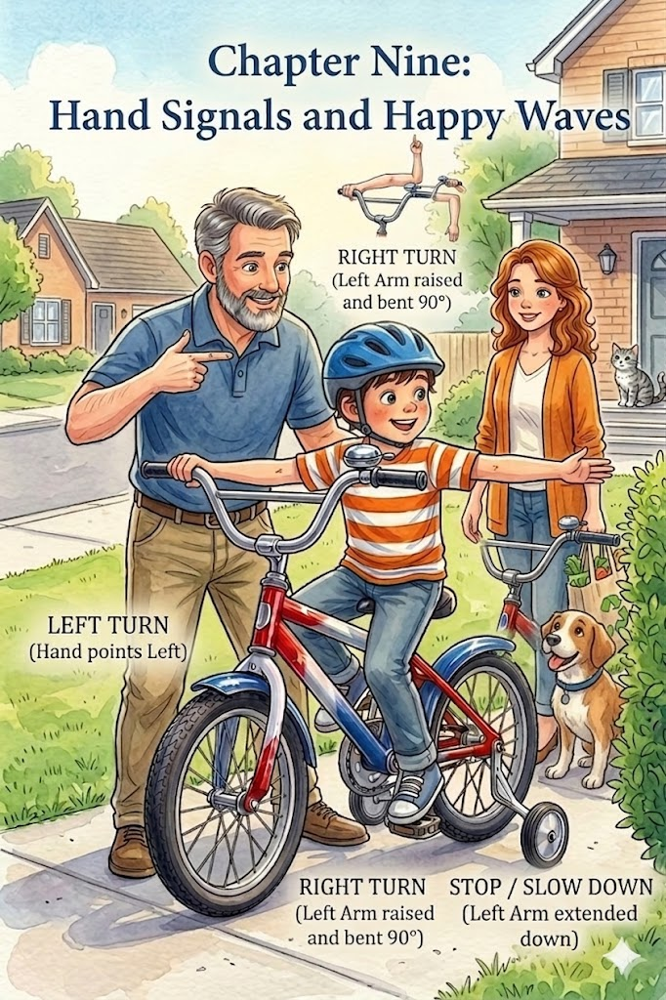 Chapter Nine:
Hand Signals and Happy Waves
RIGHT TURN
(Left Arm raised
and bent 90°)
LEFT TURN
(Hand points Left)
RIGHT TURN
(Left Arm raised
and bent 90°)
STOP / SLOW DOWN
(Left Arm extended
down)